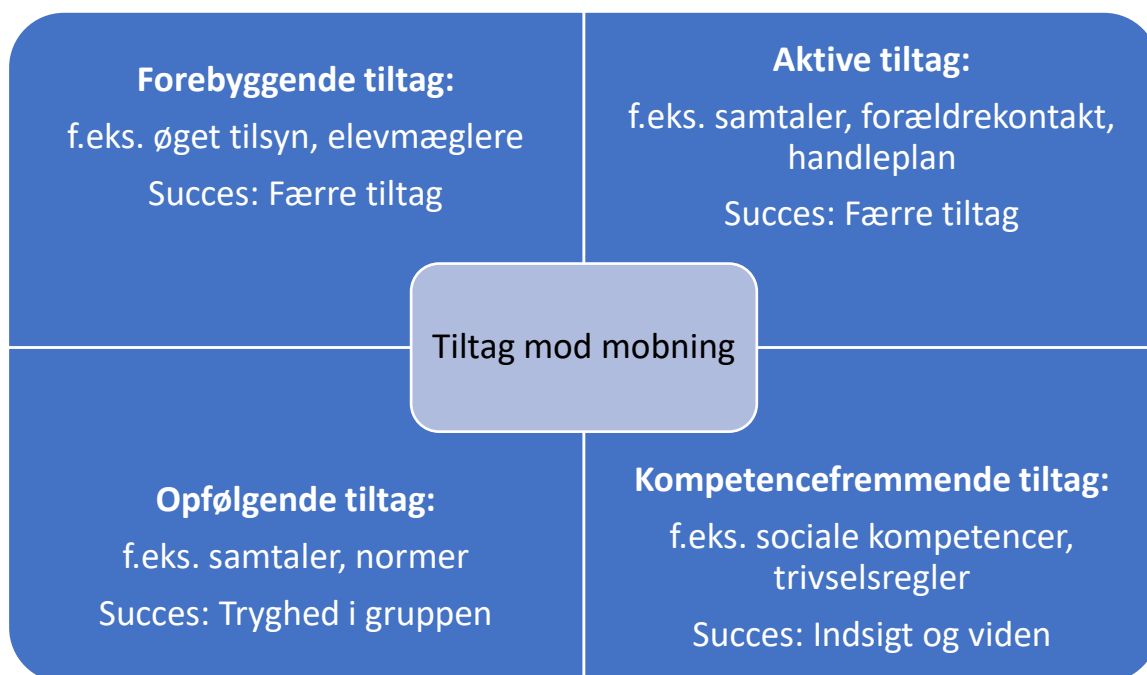 Forebyggende tiltag:
f.eks. øget tilsyn, elevmæglere
Succes: Færre tiltag
Aktive tiltag:
f.eks. samtaler, forældrekontakt,
handleplan
Succes: Færre tiltag
Tiltag mod mobning
Opfølgende tiltag:
f.eks. samtaler, normer
Succes: Tryghed i gruppen
Kompetencefremmende tiltag:
f.eks. sociale kompetencer,
trivselsregler
Succes: Indsigt og viden